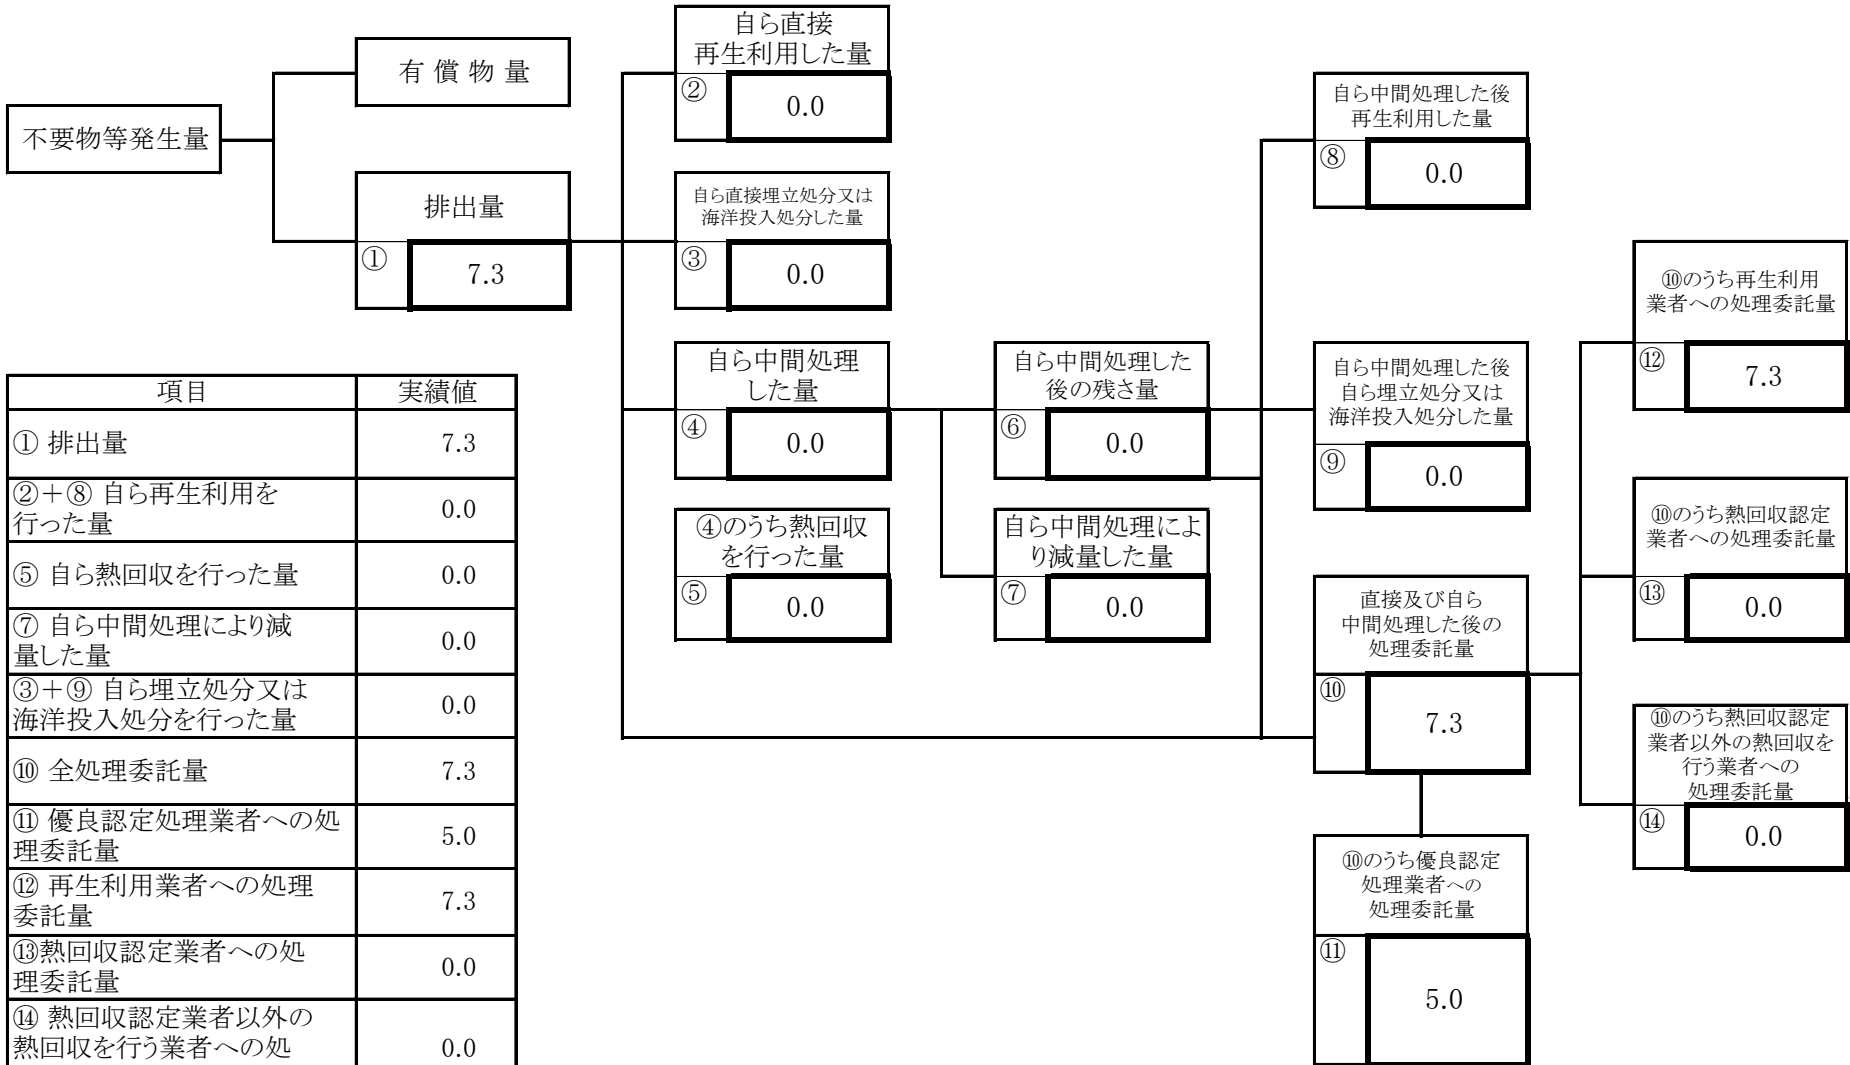 不要物等発生量
有 償 物 量
排出量
①
7.3
自ら直接
再生利用した量
②
0.0
自ら直接埋立処分又は
海洋投入処分した量
③
0.0
自ら中間処理
した量
④
0.0
④のうち熱回収
を行った量
⑤
0.0
自ら中間処理した
後の残さ量
⑥
0.0
自ら中間処理によ
り減量した量
⑦
0.0
自ら中間処理した後
再生利用した量
⑧
0.0
自ら中間処理した後
自ら埋立処分又は
海洋投入処分した量
⑨
0.0
直接及び自ら
中間処理した後の
処理委託量
⑩
7.3
⑩のうち優良認定
処理業者への
処理委託量
⑪
5.0
⑩のうち再生利用
業者への処理委託量
⑫
7.3
⑩のうち熱回収認定
業者への処理委託量
⑬
0.0
⑩のうち熱回収認定
業者以外の熱回収を
行う業者への
処理委託量
⑭
0.0
項目 実績値
① 排出量 7.3
②+⑧ 自ら再生利用を
行った量 0.0
⑤ 自ら熱回収を行った量 0.0
⑦ 自ら中間処理により減
量した量 0.0
③+⑨ 自ら埋立処分又は
海洋投入処分を行った量 0.0
⑩ 全処理委託量 7.3
⑪ 優良認定処理業者への処
理委託量 5.0
⑫ 再生利用業者への処理
委託量 7.3
⑬熱回収認定業者への処
理委託量 0.0
⑭ 熱回収認定業者以外の
熱回収を行う業者への処 0.0